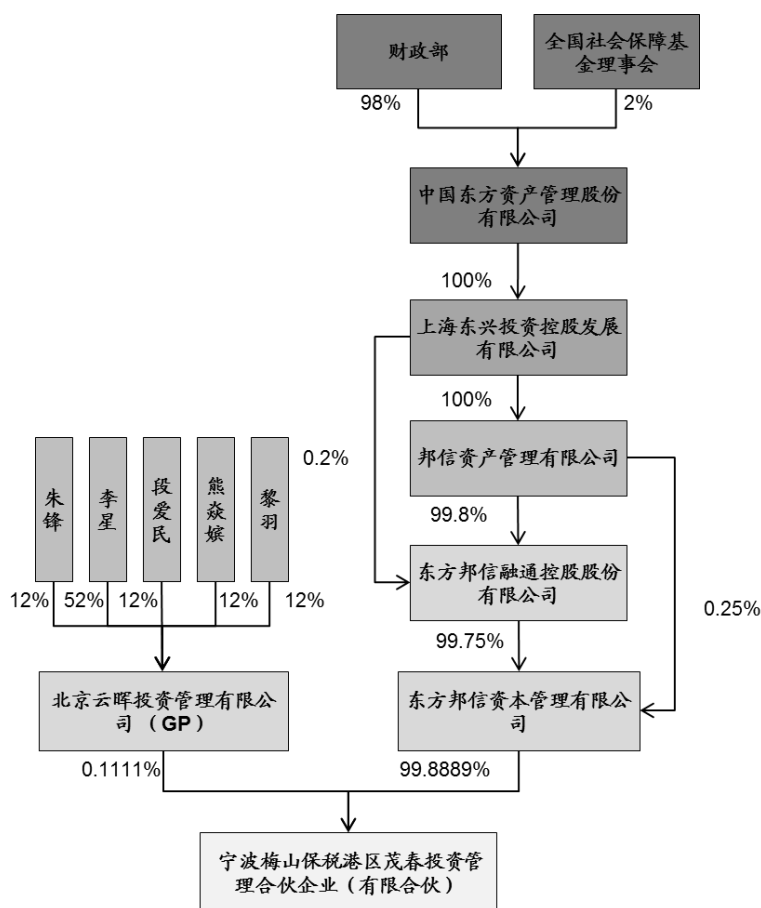 财政部
全国社会保障基
金理事会
98%
2%
中国东方资产管理股份
有限公司
100%
上海东兴投资控股发展
有限公司
100%
0.2%
邦信资产管理有限公司
99.8%
朱锋
李星
段爱民
熊焱嫔
黎羽
东方邦信融通控股股份
有限公司
12%
52%
12%
12%
12%
0.25%
99.75%
北京云晖投资管理有限公
司（GP）
东方邦信资本管理有限公
司
0.1111%
99.8889%
宁波梅山保税港区茂春投资管
理合伙企业（有限合伙）